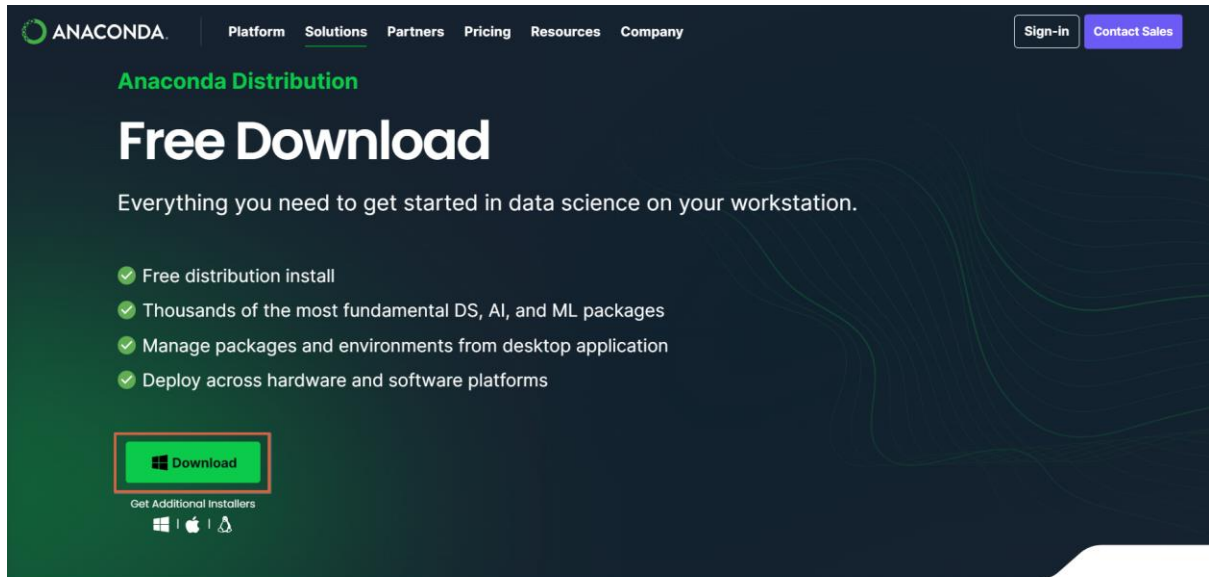 ANACONDA.
Platform Solutions Partners Pricing Resources Company
Sign-in
Contact Sales
Anaconda Distribution
Free Download
Everything you need to get started in data science on your workstation.
Free distribution install
Thousands of the most fundamental DS, AI, and ML packages
Manage packages and environments from desktop application
Deploy across hardware and software platforms
Download
Get Additional Installers